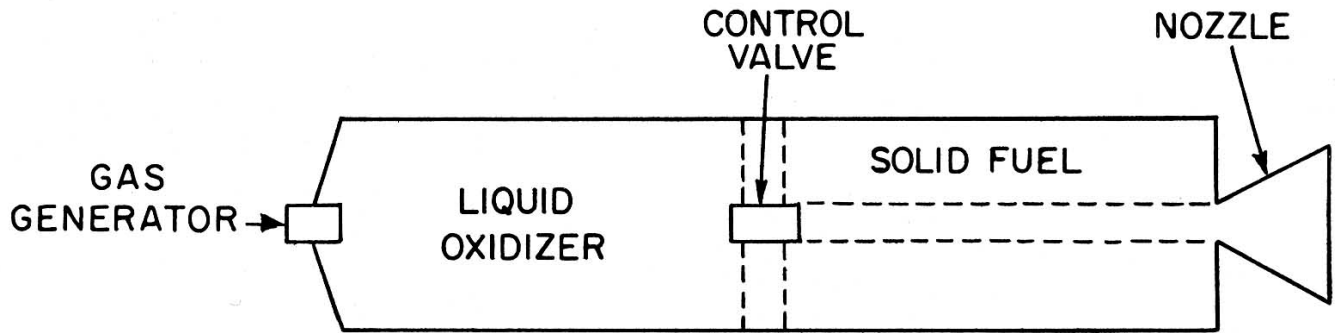 CONTROL
VALVE
NOZZLE
GAS
GENERATOR
LIQUID
OXIDIZER
SOLID FUEL